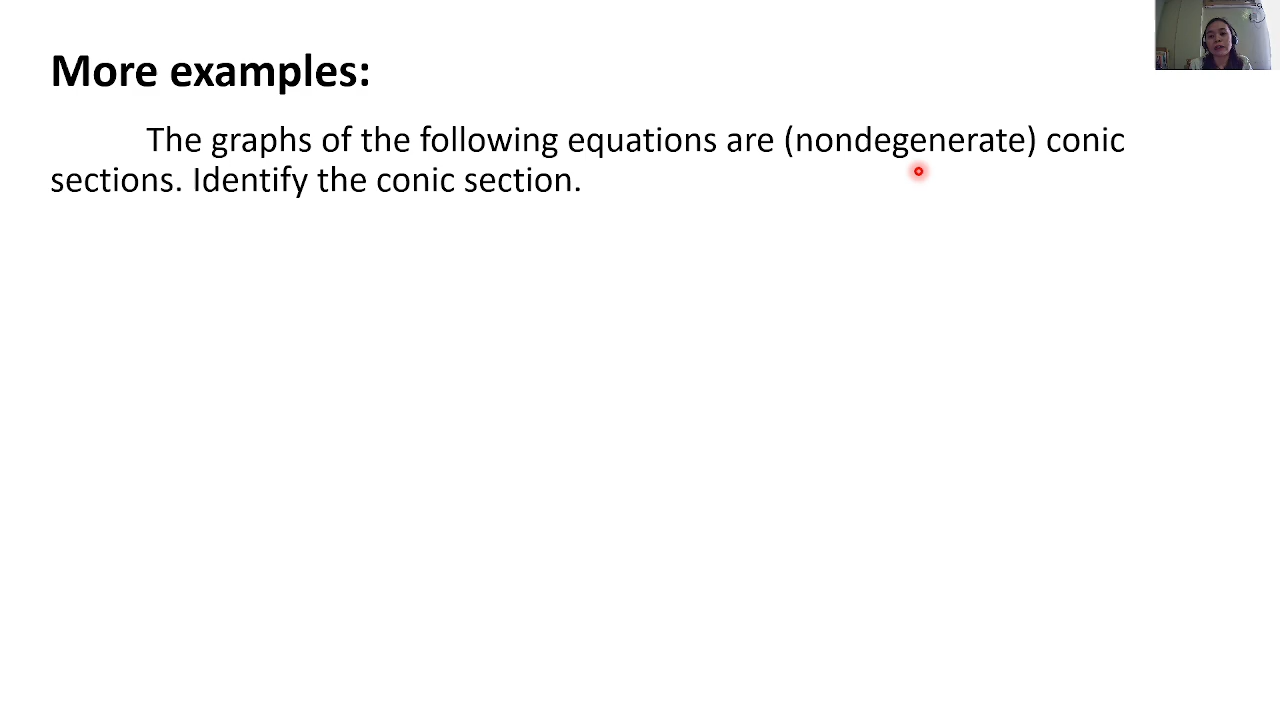 More examples:
The graphs of the following equations are (nondegenerate) conic
sections. Identify the conic section.